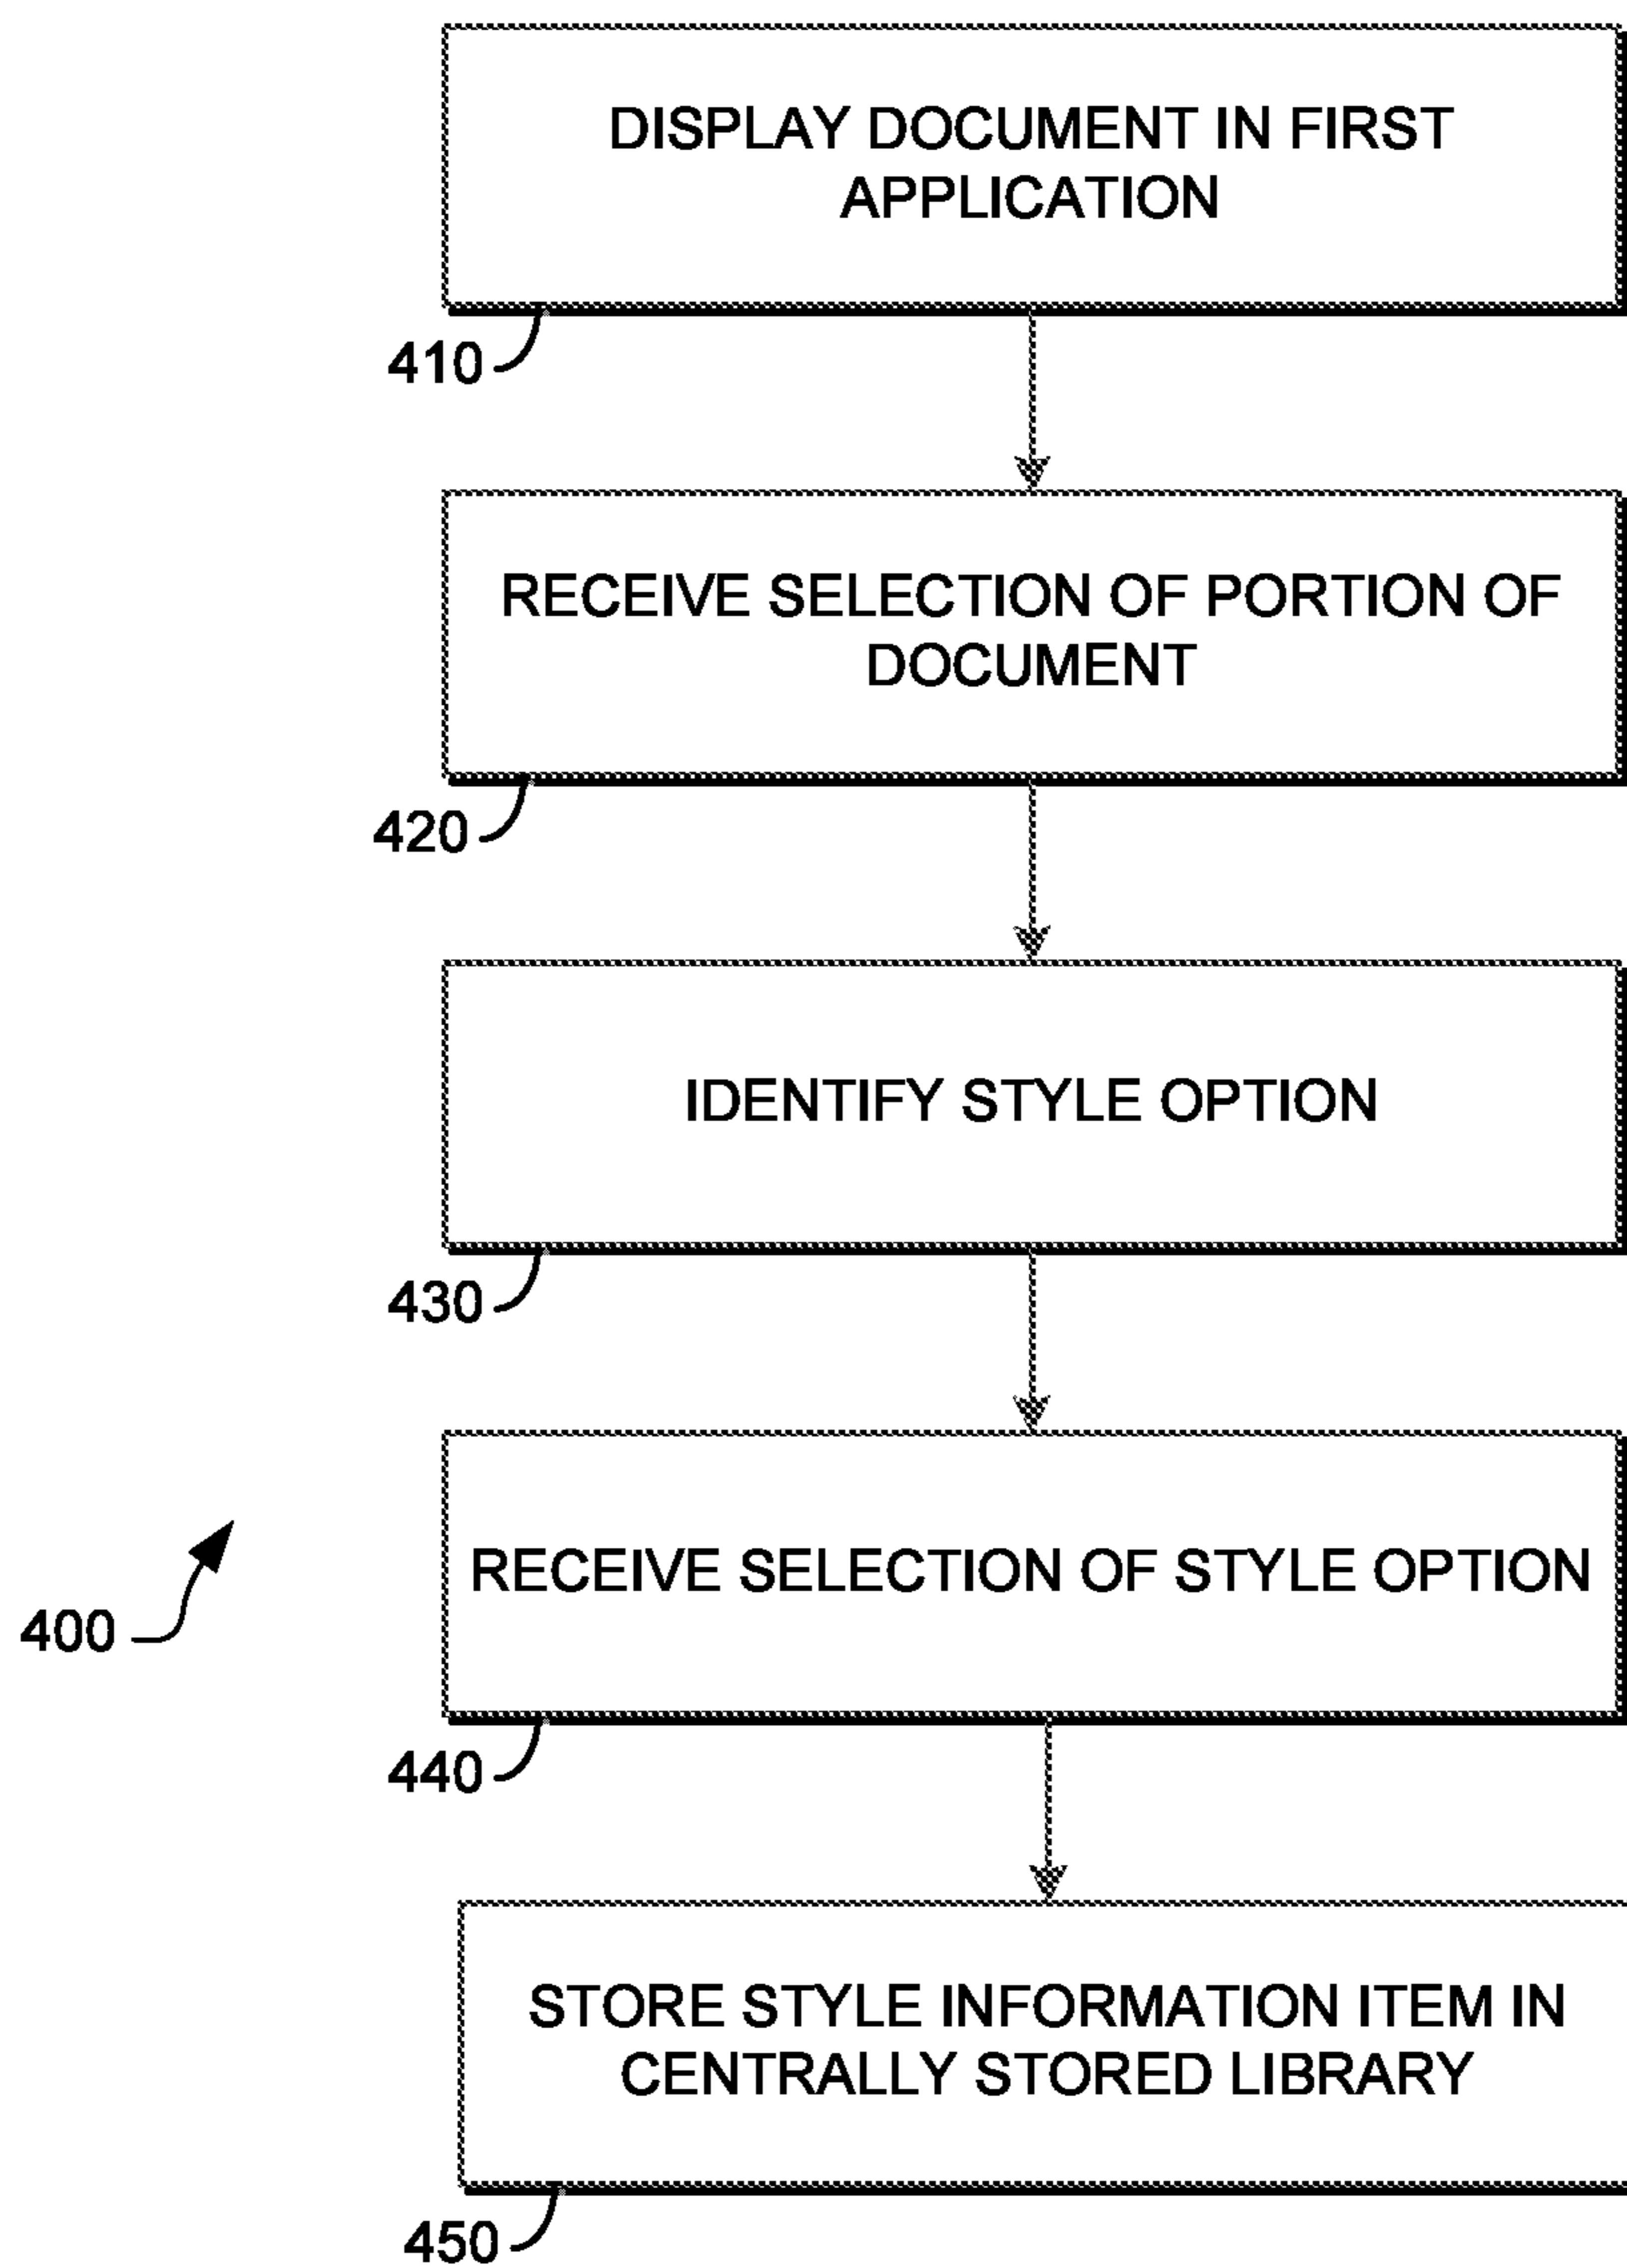 DISPLAY DOCUMENT IN FIRST
APPLICATION
410
RECEIVE SELECTION OF PORTION OF
DOCUMENT
420
IDENTIFY STYLE OPTION
430
RECEIVE SELECTION OF STYLE OPTION
400
440
STORE STYLE INFORMATION ITEM IN
CENTRALLY STORED LIBRARY
450